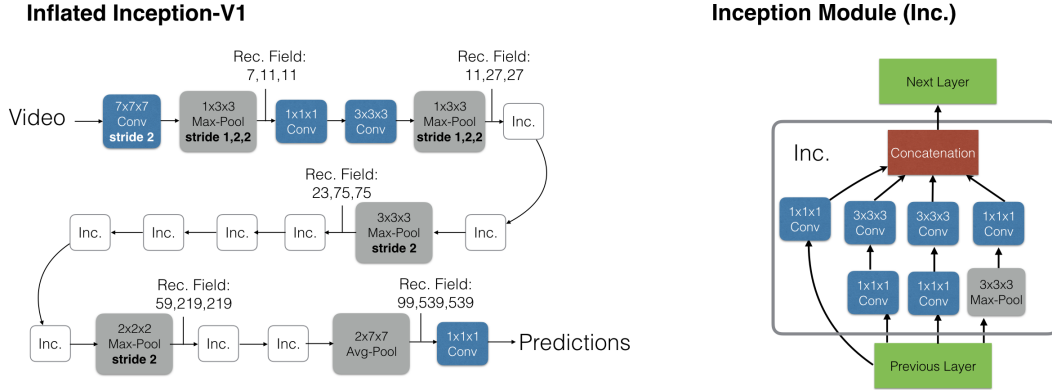 Inflated Inception-V1
Rec. Field:
7,11,11
Rec. Field:
11,27,27
Video
7x7x7
Conv
stride 2
1x3x3
Max-Pool
stride 1,2,2
1x1x1
Conv
3x3x3
Conv
1x3x3
Max-Pool
stride 1,2,2
Inc.
Rec. Field:
23,75,75
Inc.
Inc.
Inc.
Inc.
3x3x3
Max-Pool
stride 2
Inc.
Rec. Field:
59,219,219
Rec. Field:
99,539,539
Inc.
2x2x2
Max-Pool
stride 2
Inc.
Inc.
2x7x7
Avg-Pool
1x1x1
Conv
Predictions
Inception Module (Inc.)
Next Layer
Inc.
Concatenation
1x1x1
Conv
3x3x3
Conv
3x3x3
Conv
1x1x1
Conv
1x1x1
Conv
1x1x1
Conv
3x3x3
Max-Pool
Previous Layer